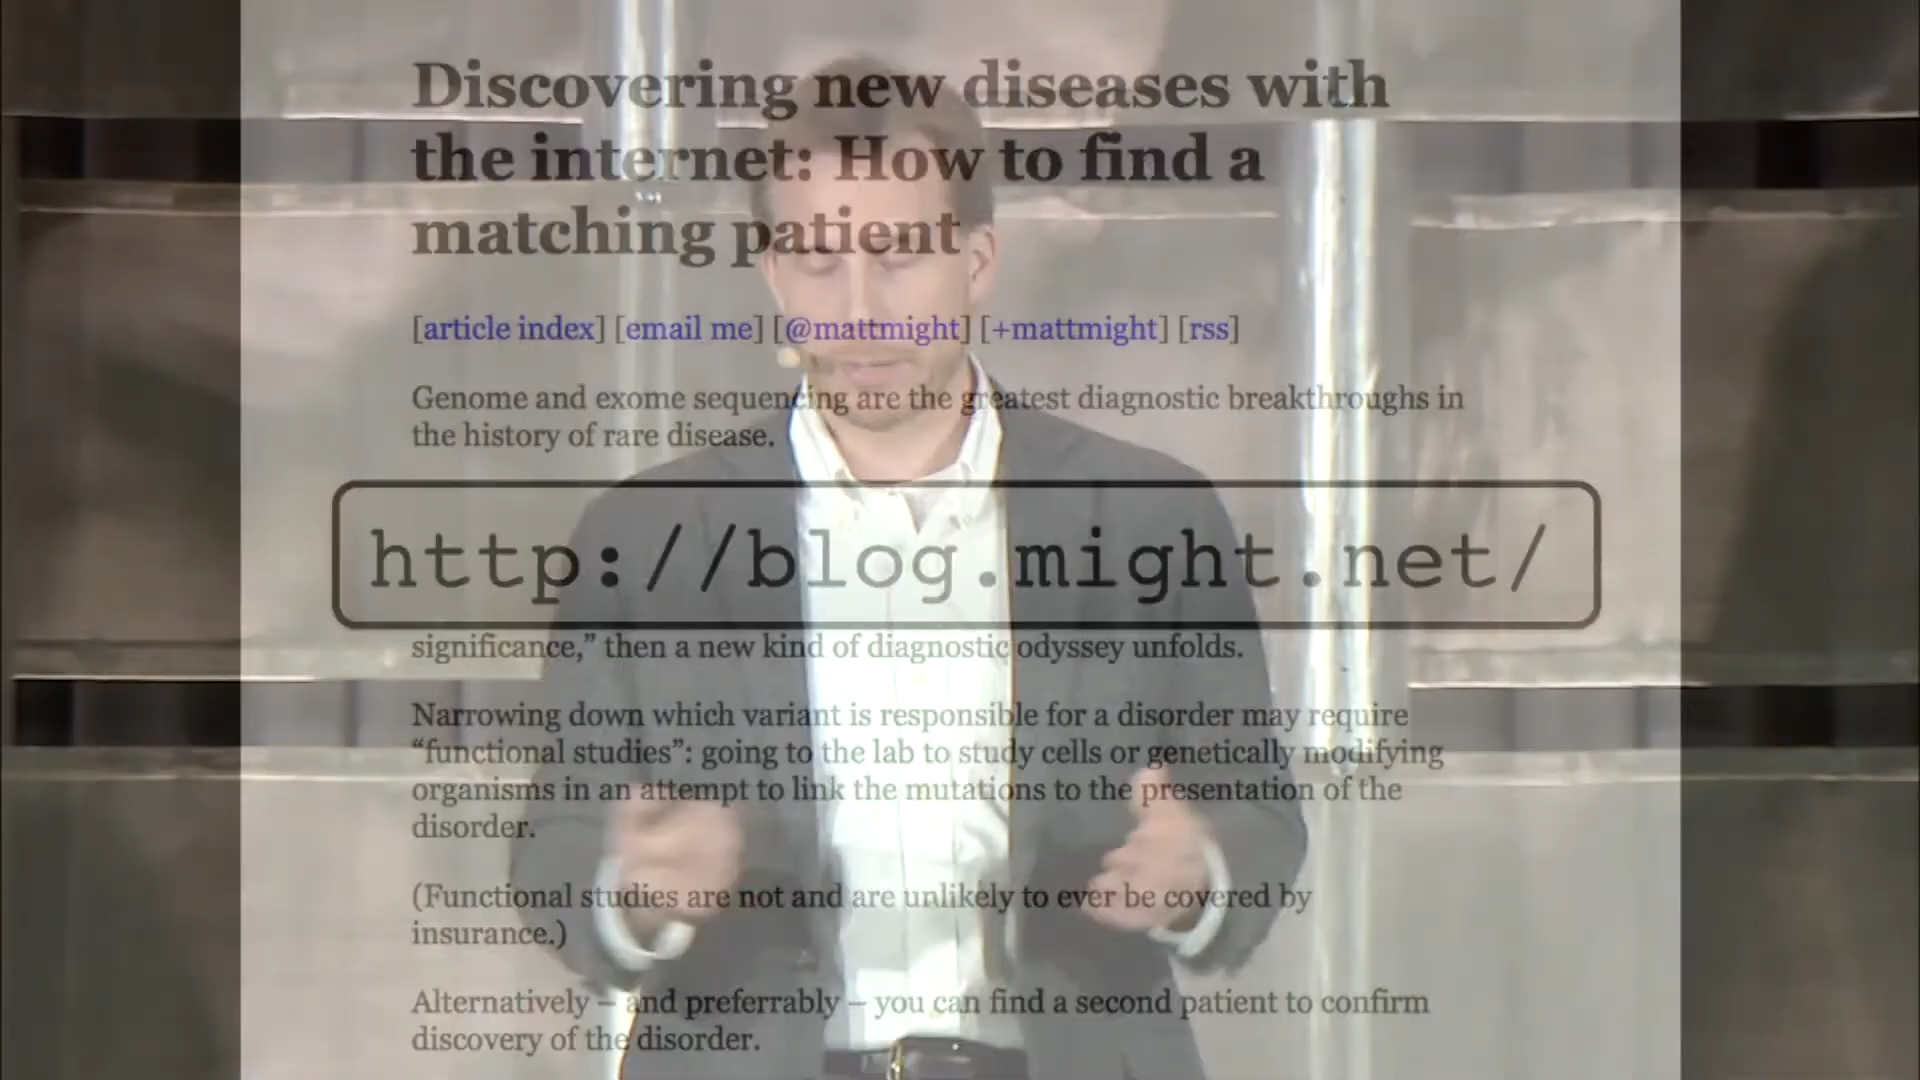 Discovering new diseases with
the internet: How to find a
matching patient
[article index] [email me] [@mattmight] [+mattmight] [rss]
Genome and exome sequencing are the greatest diagnostic breakthroughs in
the history of rare disease.
http://blog.might.net/
significance,” then a new kind of diagnostic odyssey unfolds.
Narrowing down which variant is responsible for a disorder may require
“functional studies”: going to the lab to study cells or genetically modifying
organisms in an attempt to link the mutations to the presentation of the
disorder.
(Functional studies are not and are unlikely to ever be covered by
insurance.)
Alternatively – and preferrably – you can find a second patient to confirm
discovery of the disorder.